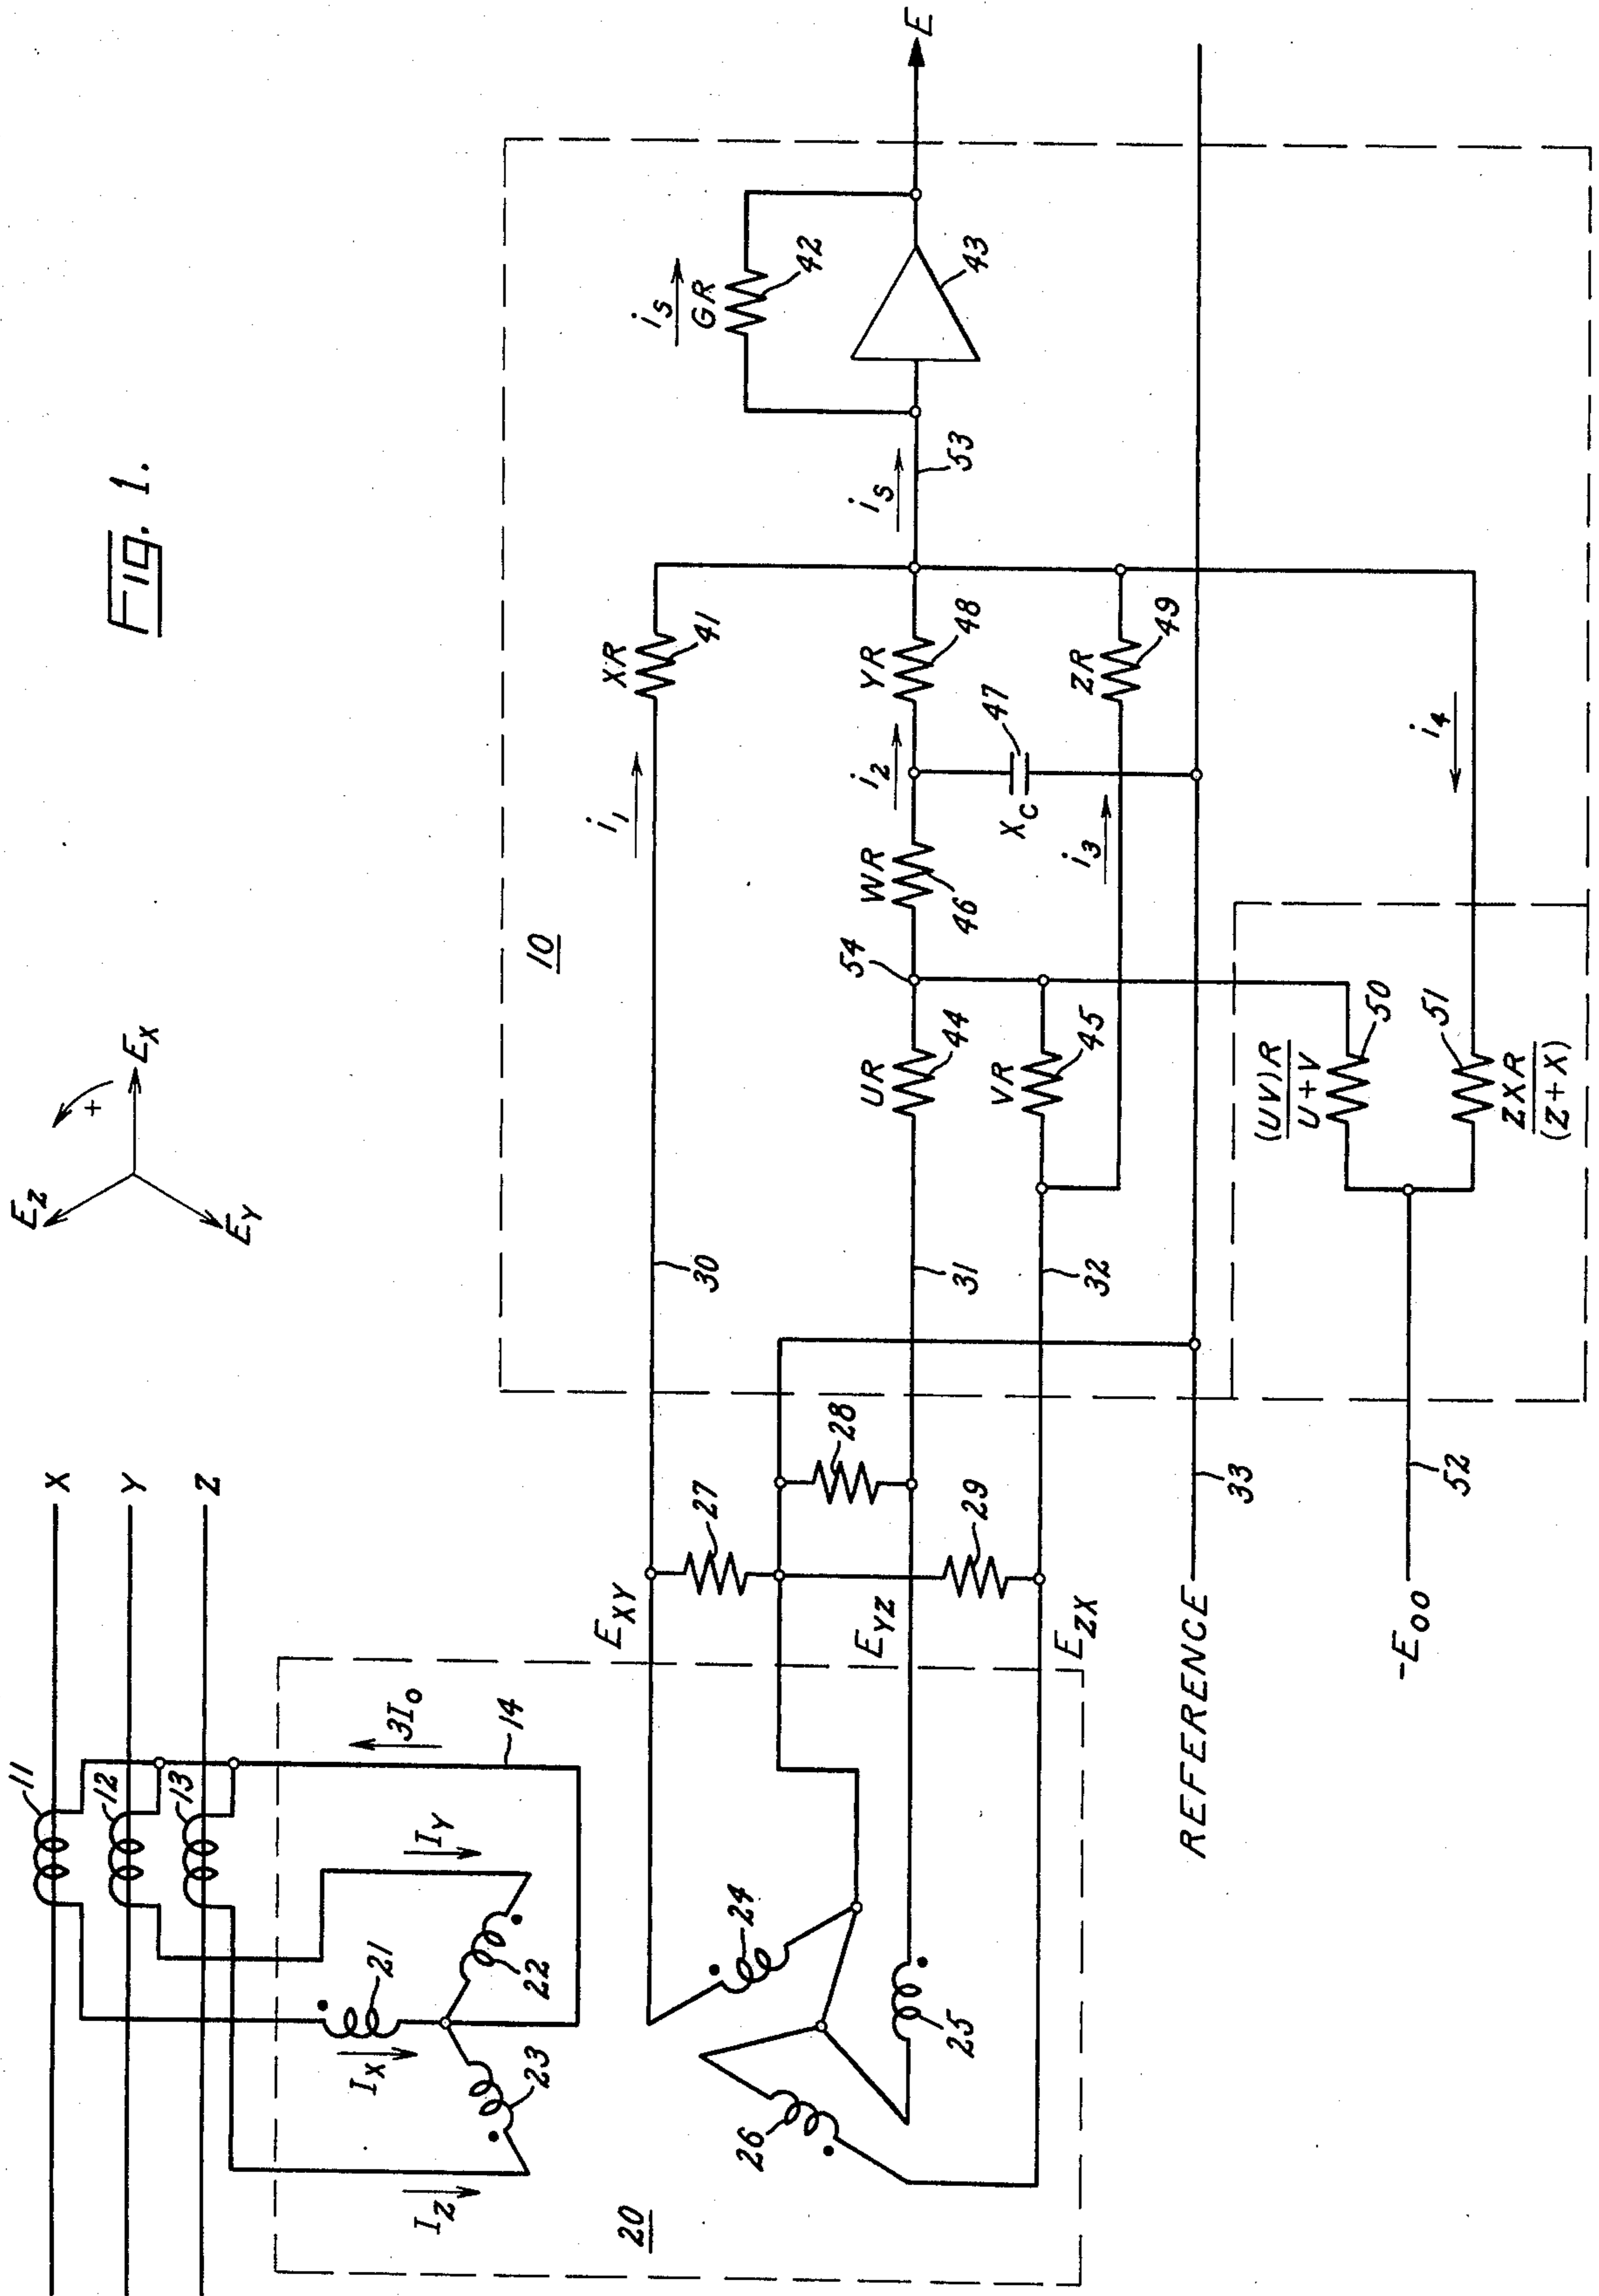 Fig. 1.
E_Z
E_X
E_Y
+
X
Y
Z
11
12
13
14
3I_0
I_Y
I_X
I_Z
21
22
23
20
24
25
26
E_XY
E_YZ
E_ZX
27
28
29
REFERENCE
-E_00
30
31
32
33
52
10
i_1
XR
41
UR
44
54
WR
46
i_2
YR
48
VR
45
X_C
47
i_3
ZR
49
(UV)R
U+V
50
51
ZXR
(Z+X)
i_4
i_S
53
i_S
GR
42
43
E